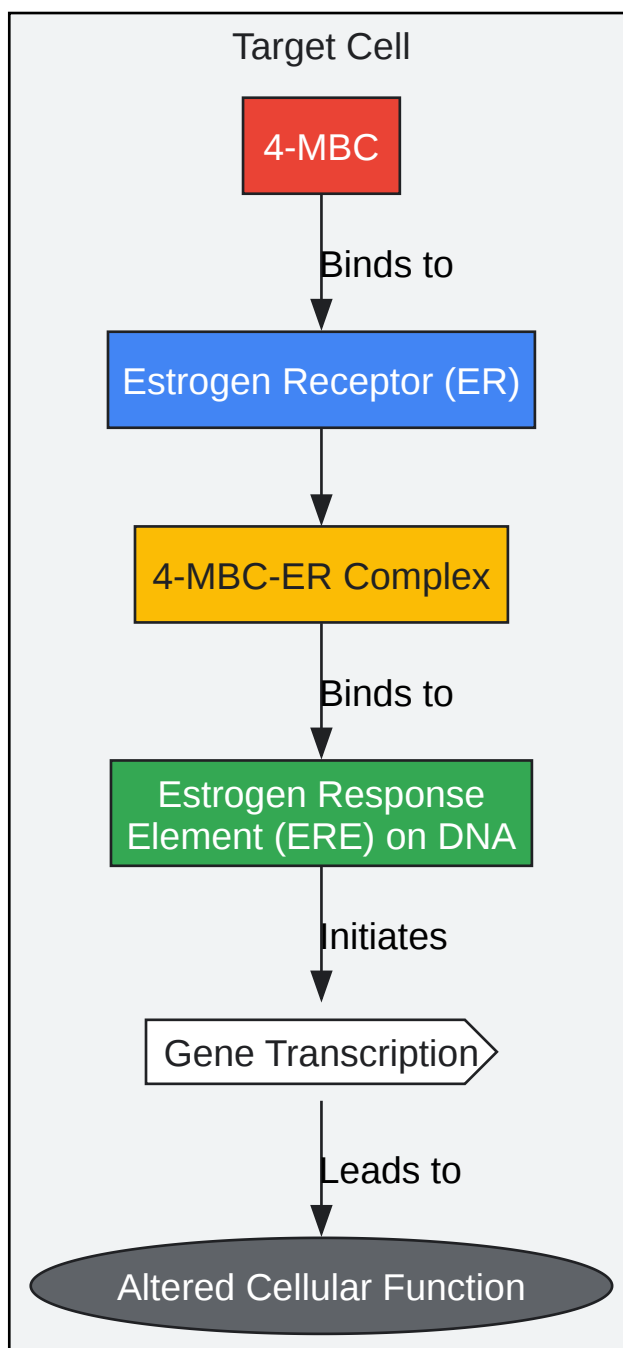 Target Cell
4-MBC
Binds to
Estrogen Receptor (ER)
4-MBC-ER Complex
Binds to
Estrogen Response
Element (ERE) on DNA
Initiates
Gene Transcription
Leads to
Altered Cellular Function